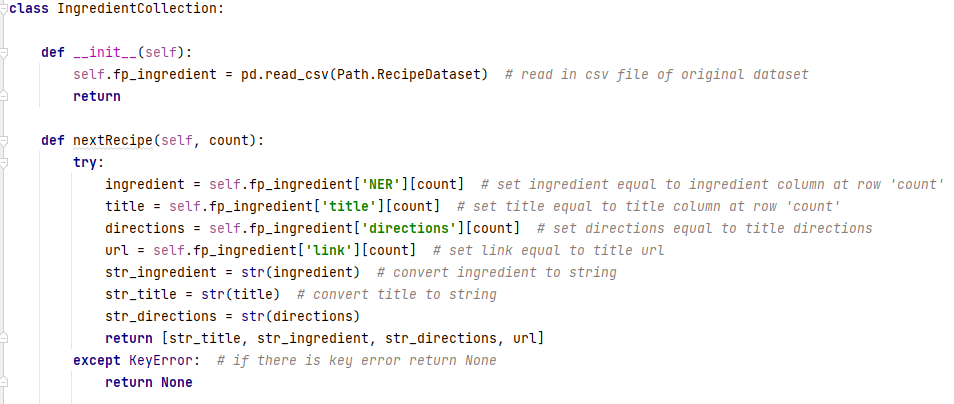 class IngredientCollection:
def __init__(self):
self.fp_ingredient = pd.read_csv(Path.RecipeDataset)  # read in csv file of original dataset
return
def nextRecipe(self, count):
try:
ingredient = self.fp_ingredient['NER'][count]  # set ingredient equal to ingredient column at row 'count'
title = self.fp_ingredient['title'][count]  # set title equal to title column at row 'count'
directions = self.fp_ingredient['directions'][count]  # set directions equal to title directions
url = self.fp_ingredient['link'][count]  # set link equal to title url
str_ingredient = str(ingredient)  # convert ingredient to string
str_title = str(title)  # convert title to string
str_directions = str(directions)
return [str_title, str_ingredient, str_directions, url]
except KeyError:  # if there is key error return None
return None